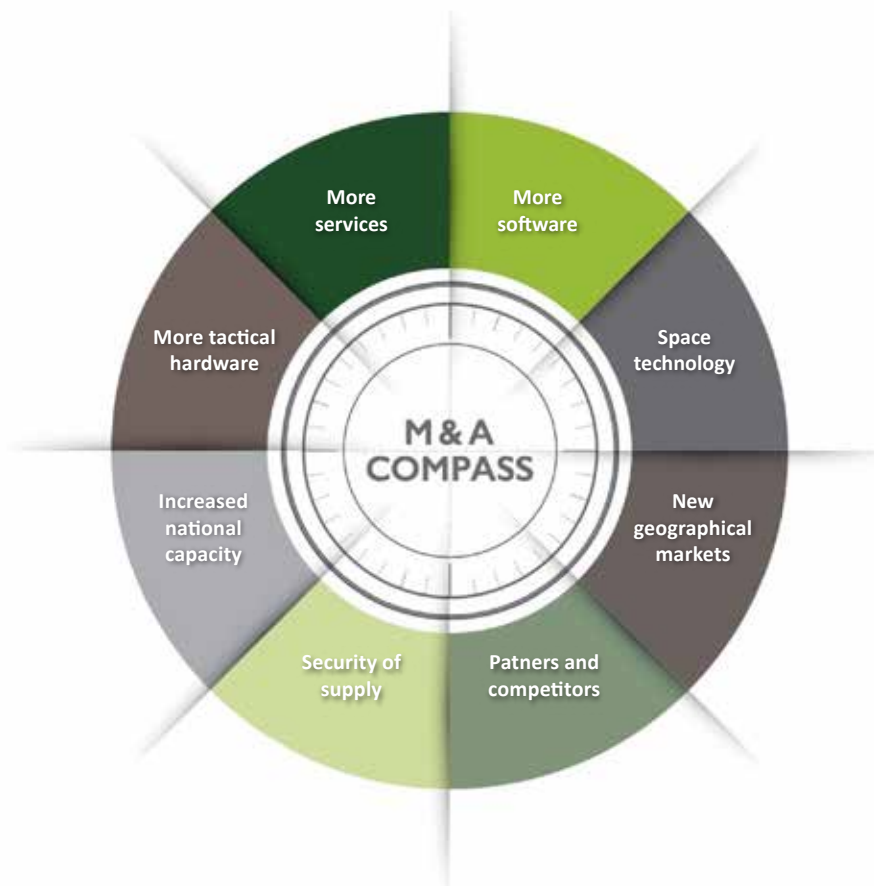 More
services
More
software
More tactical
hardware
Space
technology
M & A
COMPASS
Increased
national
capacity
New
geographical
markets
Security of
supply
Patners and
competitors